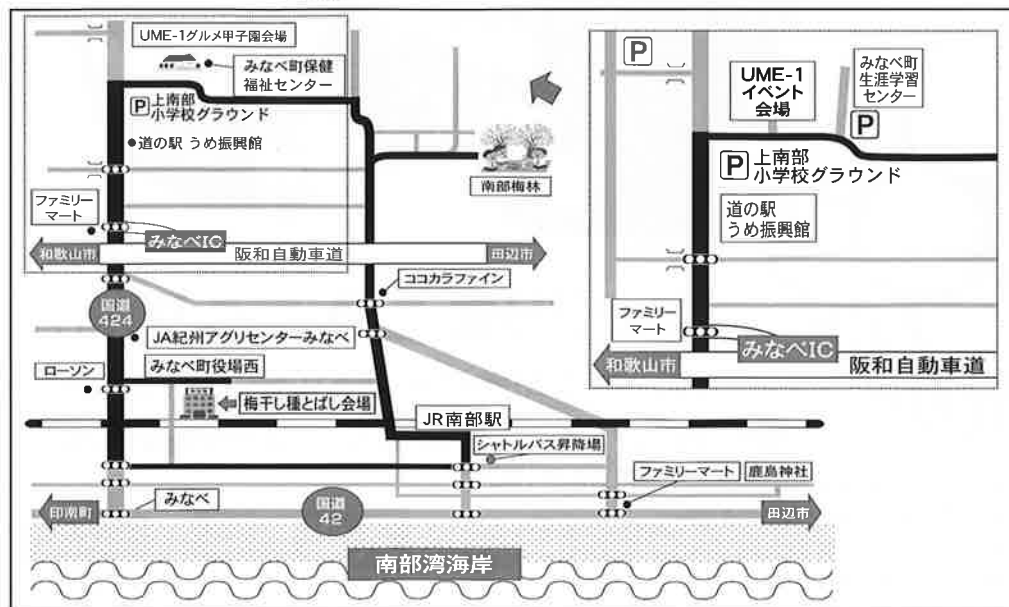 UME-1グルメ甲子園会場
みなべ町保健
福祉センター
P 上南部
小学校グラウンド
道の駅 うめ振興館
南部梅林
ファミリー
マート
みなべIC
和歌山市
阪和自動車道
田辺市
ココカラファイン
国道
424
JA紀州アグリセンターみなべ
ローソン
みなべ町役場西
梅干し種とばし会場
JR南部駅
シャトルバス昇降場
ファミリーマート
鹿島神社
みなべ
印南町
国道
42
田辺市
南部湾海岸
P
UME-1
イベント
会場
みなべ町
生涯学習
センター
P
P 上南部
小学校グラウンド
道の駅
うめ振興館
ファミリー
マート
みなべIC
和歌山市
阪和自動車道